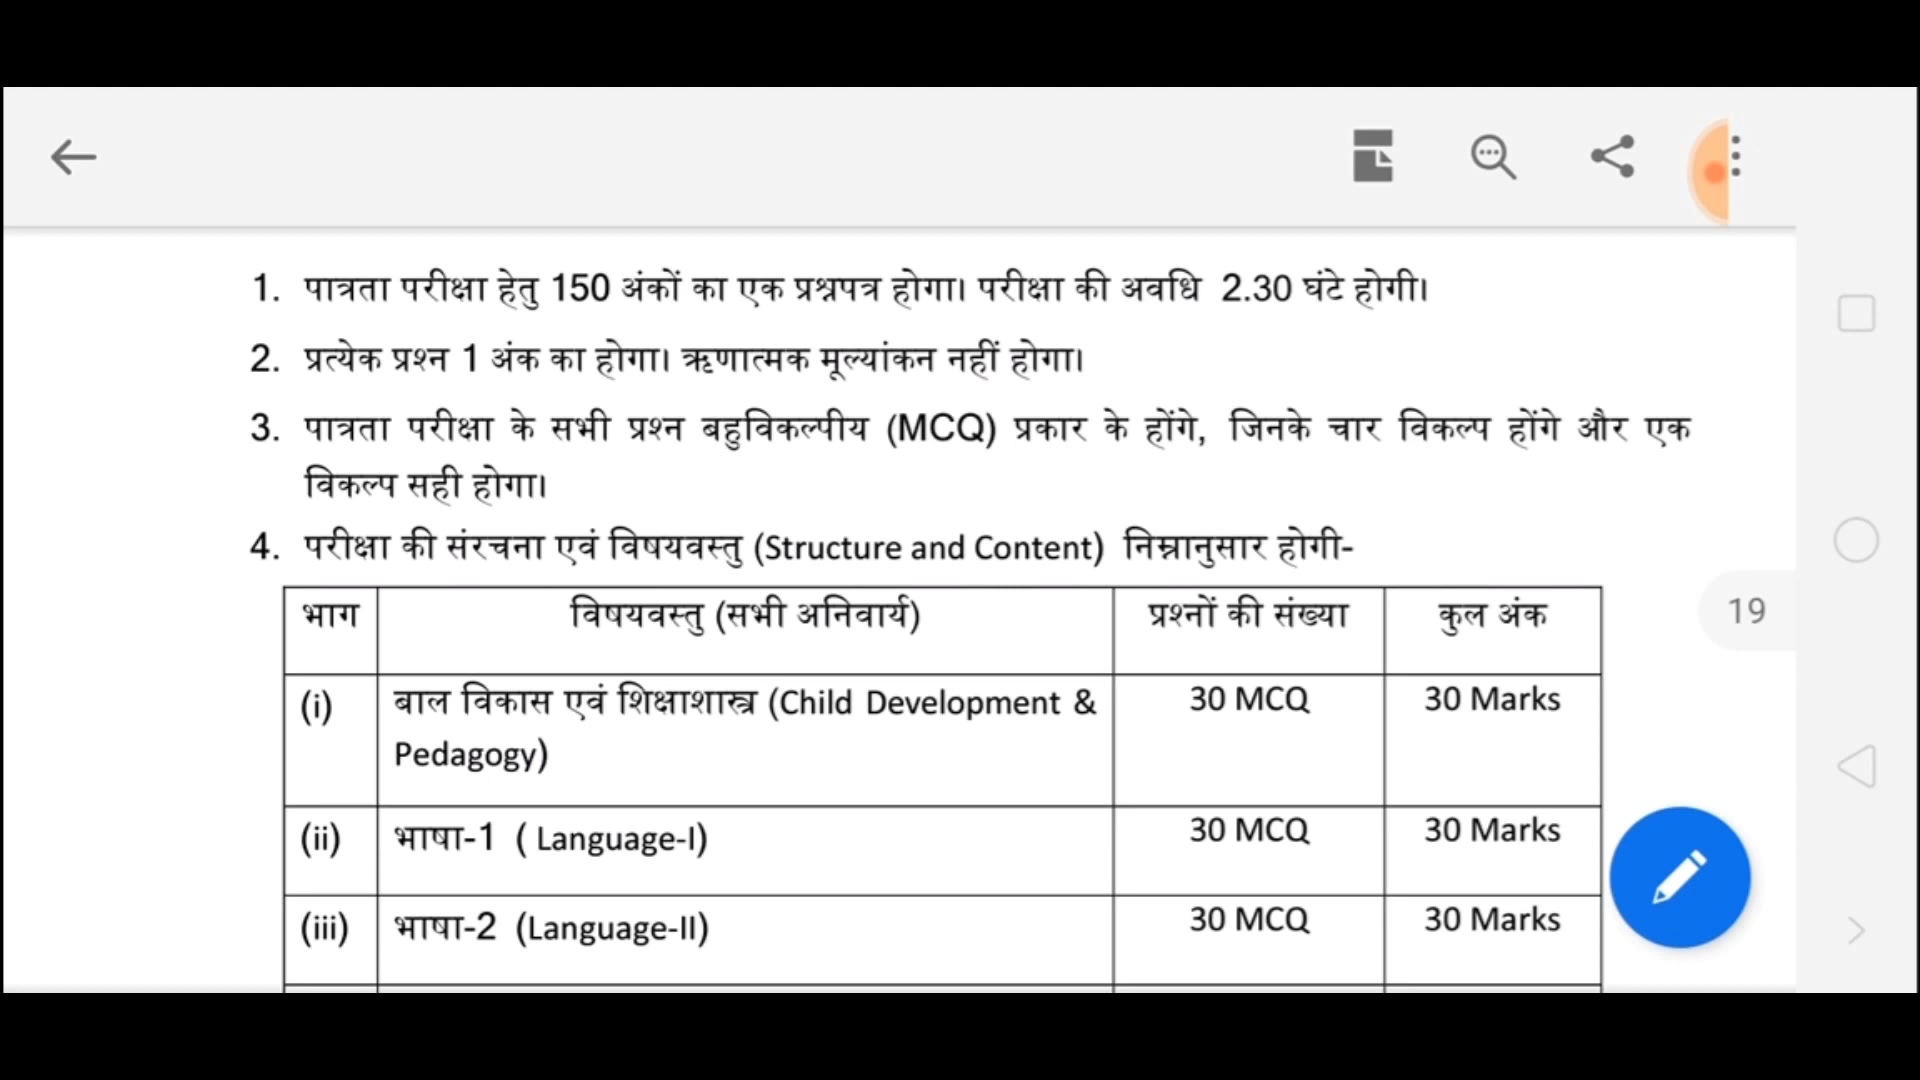 1. पात्रता परीक्षा हेतु 150 अंकों का एक प्रश्नपत्र होगा। परीक्षा की अवधि 2.30 घंटे होगी।
2. प्रत्येक प्रश्न 1 अंक का होगा। ऋणात्मक मूल्यांकन नहीं होगा।
3. पात्रता परीक्षा के सभी प्रश्न बहुविकल्पीय (MCQ) प्रकार के होंगे, जिनके चार विकल्प होंगे और एक
विकल्प सही होगा।
4. परीक्षा की संरचना एवं विषयवस्तु (Structure and Content) निम्नानुसार होगी-
भाग विषयवस्तु (सभी अनिवार्य) प्रश्नों की संख्या कुल अंक
19
(i) बाल विकास एवं शिक्षाशास्त्र (Child Development & 30 MCQ 30 Marks
Pedagogy)
(ii) भाषा-1 ( Language-I) 30 MCQ 30 Marks
(iii) भाषा-2 (Language-II) 30 MCQ 30 Marks